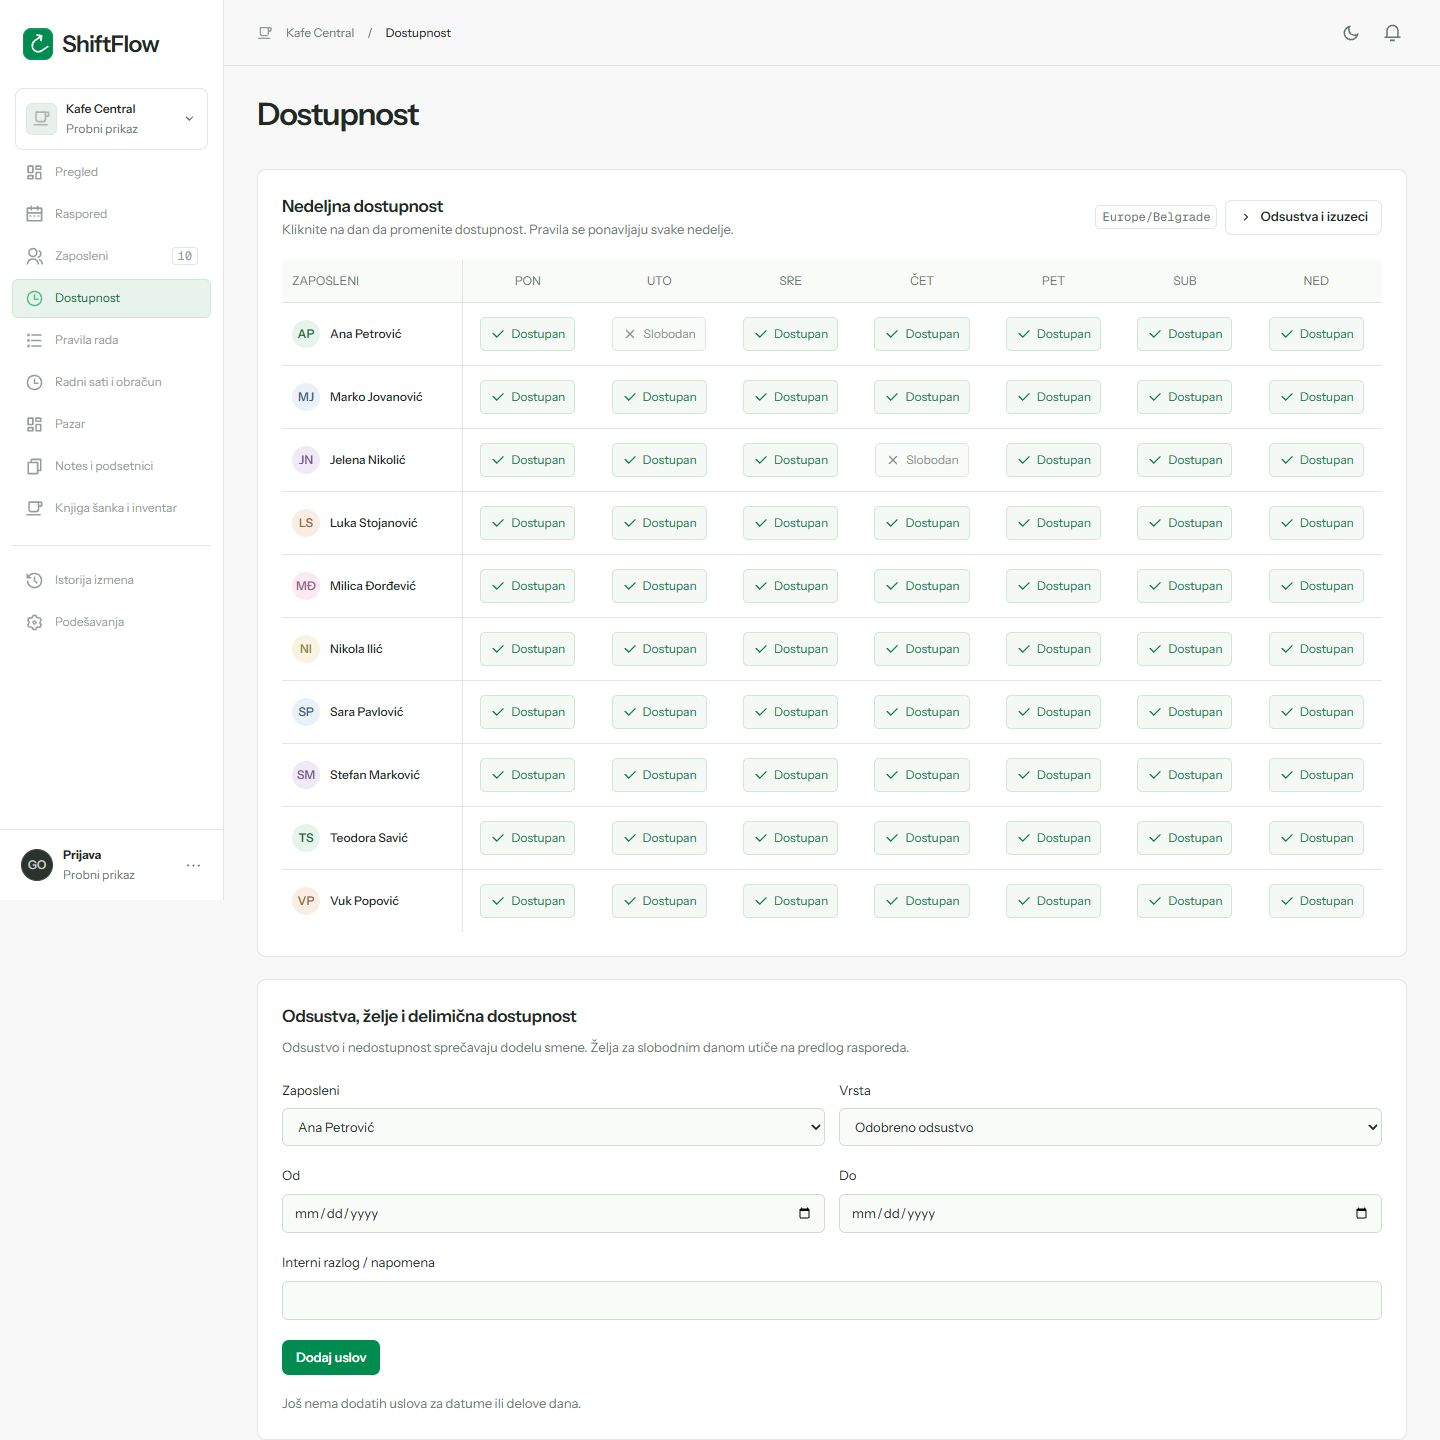 ShiftFlow
Kafe Central
Probni prikaz
Pregled
Raspored
Zaposleni 10
Dostupnost
Pravila rada
Radni sati i obračun
Pazar
Notes i podsetnici
Knjiga šanka i inventar
Istorija izmena
Podešavanja
GO Prijava
Probni prikaz
Kafe Central / Dostupnost
Dostupnost
Nedeljna dostupnost
Kliknite na dan da promenite dostupnost. Pravila se ponavljaju svake nedelje.
Europe/Belgrade Odsustva i izuzeci
ZAPOSLENI PON UTO SRE ČET PET SUB NED
AP Ana Petrović Dostupan Slobodan Dostupan Dostupan Dostupan Dostupan Dostupan
MJ Marko Jovanović Dostupan Dostupan Dostupan Dostupan Dostupan Dostupan Dostupan
JN Jelena Nikolić Dostupan Dostupan Dostupan Slobodan Dostupan Dostupan Dostupan
LS Luka Stojanović Dostupan Dostupan Dostupan Dostupan Dostupan Dostupan Dostupan
MĐ Milica Đorđević Dostupan Dostupan Dostupan Dostupan Dostupan Dostupan Dostupan
NI Nikola Ilić Dostupan Dostupan Dostupan Dostupan Dostupan Dostupan Dostupan
SP Sara Pavlović Dostupan Dostupan Dostupan Dostupan Dostupan Dostupan Dostupan
SM Stefan Marković Dostupan Dostupan Dostupan Dostupan Dostupan Dostupan Dostupan
TS Teodora Savić Dostupan Dostupan Dostupan Dostupan Dostupan Dostupan Dostupan
VP Vuk Popović Dostupan Dostupan Dostupan Dostupan Dostupan Dostupan Dostupan
Odsustva, želje i delimična dostupnost
Odsustvo i nedostupnost sprečavaju dodelu smene. Želja za slobodnim danom utiče na predlog rasporeda.
Zaposleni Vrsta
Ana Petrović Odobreno odsustvo
Od Do
mm/dd/yyyy mm/dd/yyyy
Interni razlog / napomena
Dodaj uslov
Još nema dodatih uslova za datume ili delove dana.